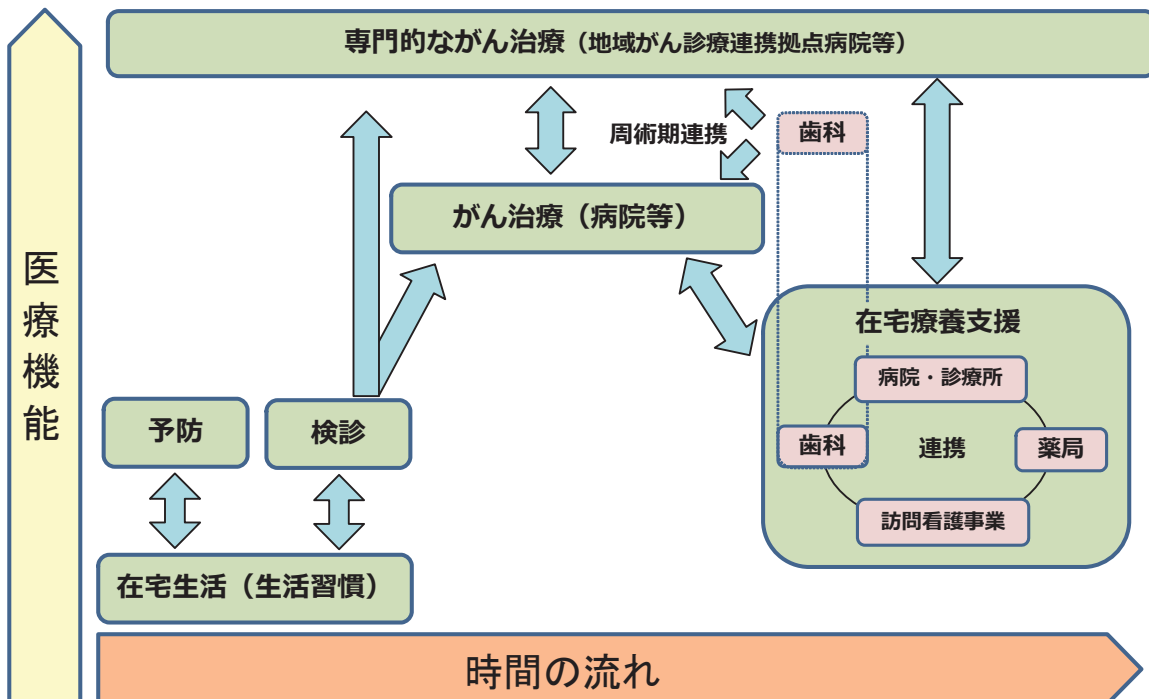 専門的ながん治療（地域がん診療連携拠点病院等）
周術期連携
歯科
がん治療（病院等）
医療機能
在宅療養支援
病院・診療所
予防
検診
歯科
連携
薬局
訪問看護事業
在宅生活（生活習慣）
時間の流れ